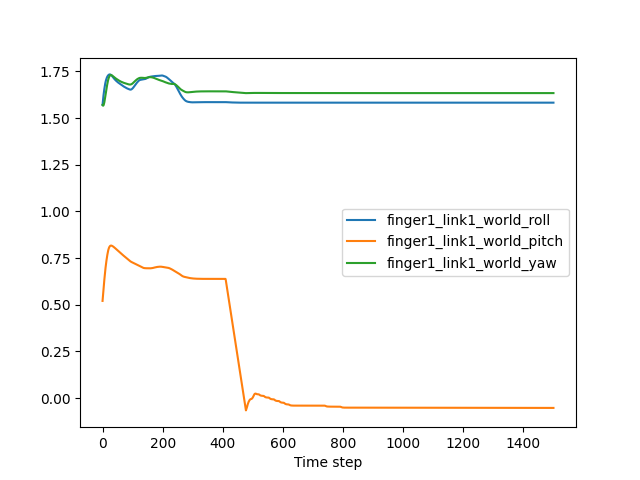 1.75
1.50
1.25
1.00
0.75
0.50
0.25
0.00
finger1_link1_world_roll
finger1_link1_world_pitch
finger1_link1_world_yaw
0 200 400 600 800 1000 1200 1400
Time step